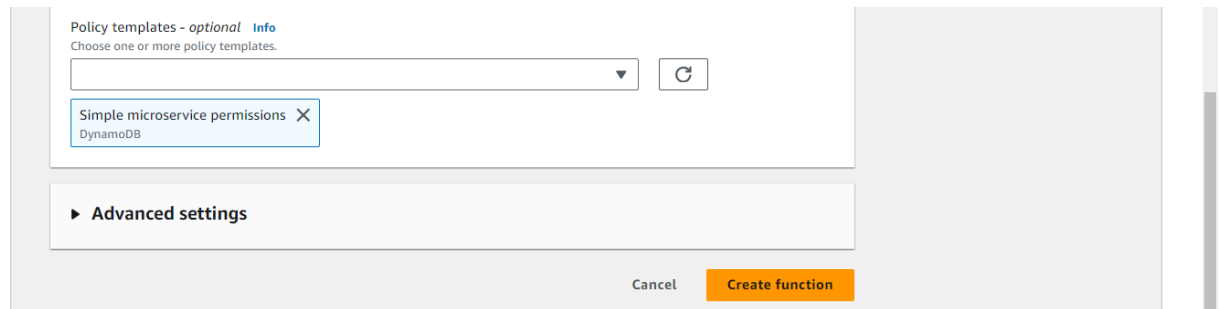 Policy templates - optional Info
Choose one or more policy templates.
Simple microservice permissions
DynamoDB
Advanced settings
Cancel
Create function